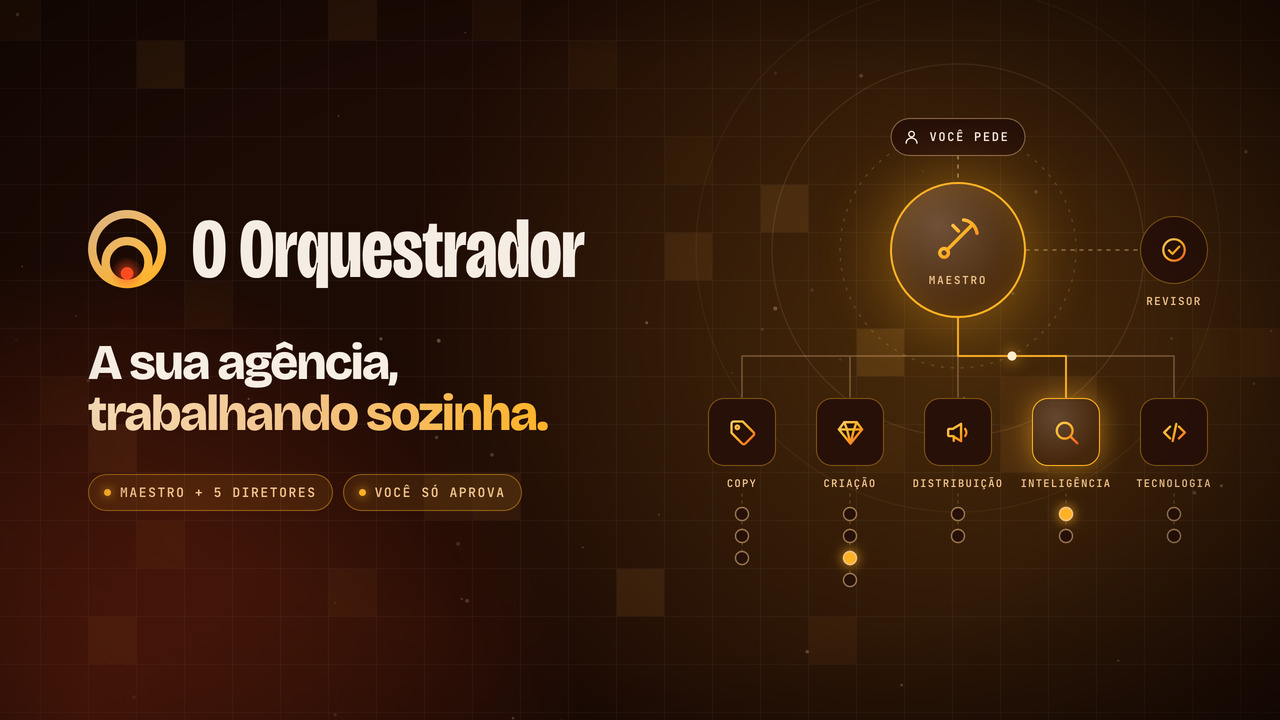 O Orquestrador
A sua agência,
trabalhando sozinha.
MAESTRO + 5 DIRETORES
VOCÊ SÓ APROVA
VOCÊ PEDE
MAESTRO
REVISOR
COPY
CRIAÇÃO
DISTRIBUIÇÃO
INTELIGÊNCIA
TECNOLOGIA